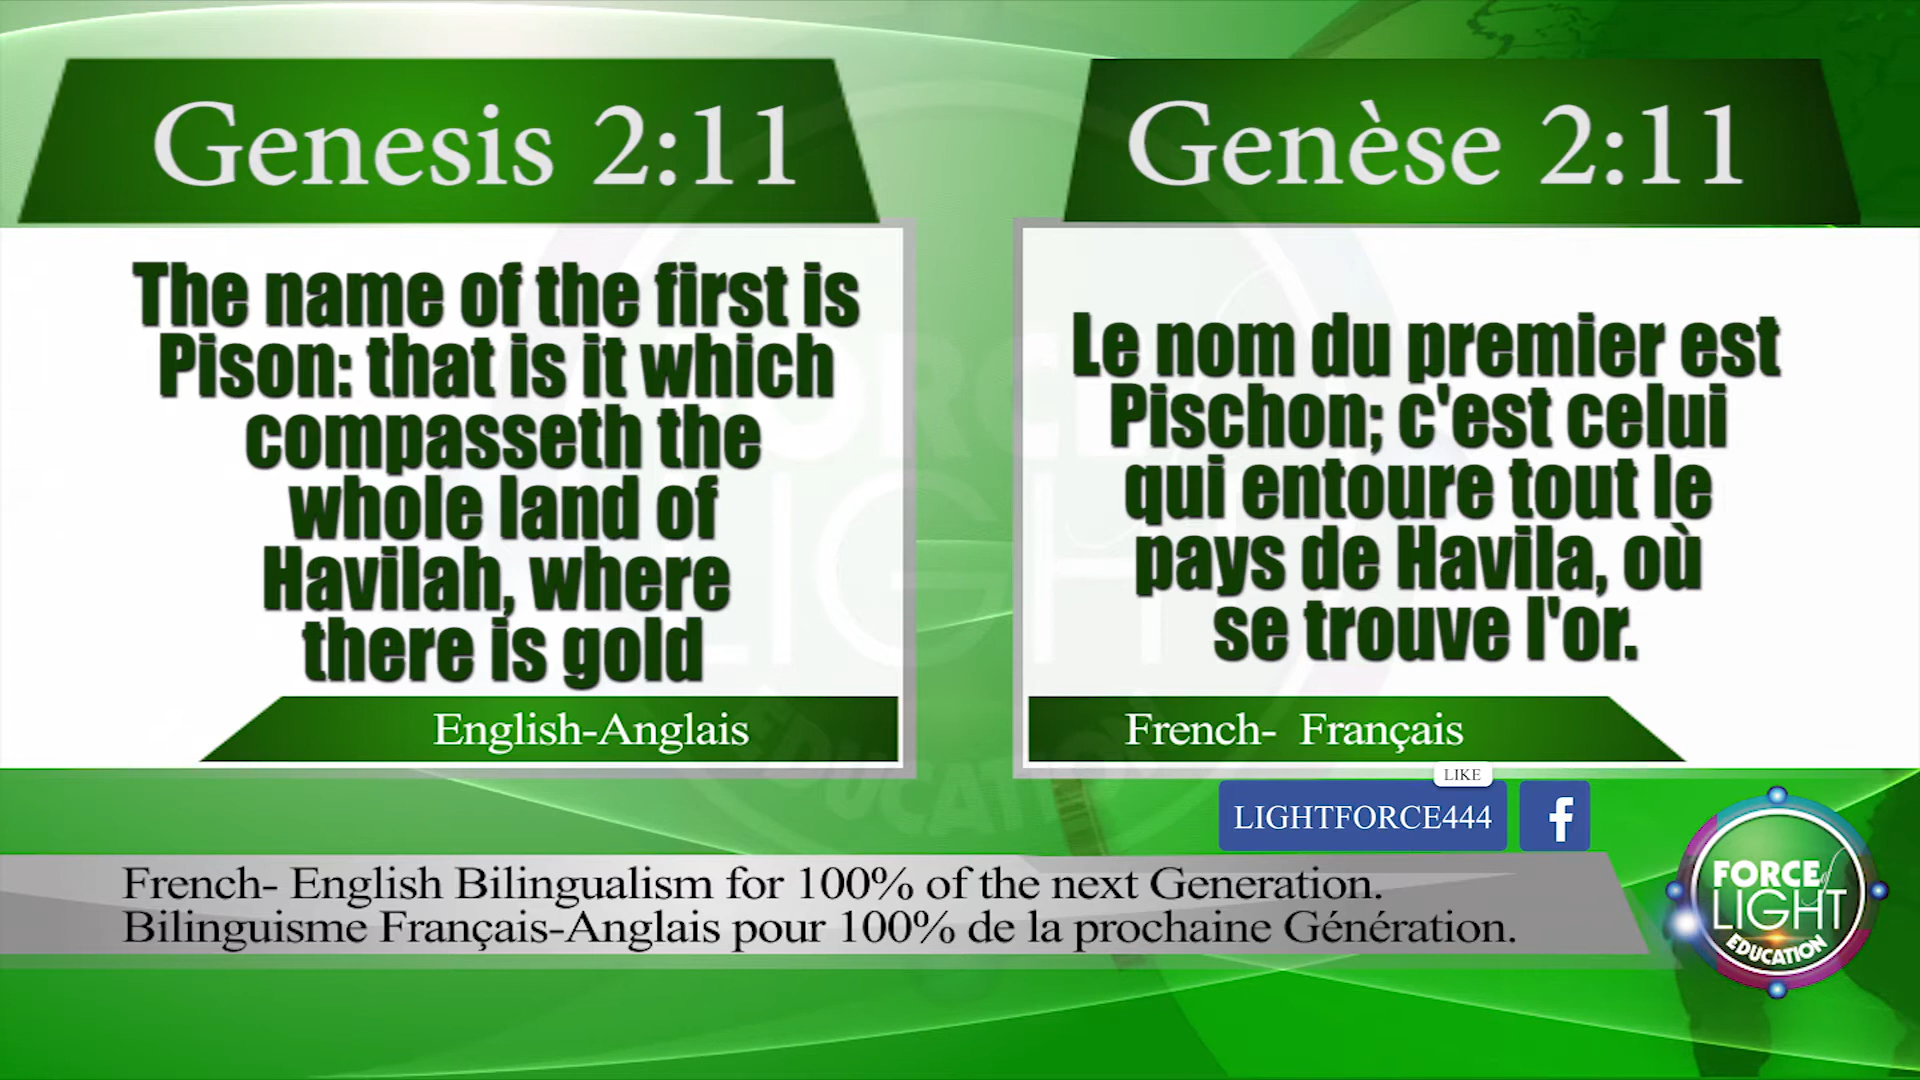 Genesis 2:11
The name of the first is
Pison: that is it which
compasseth the
whole land of
Havilah, where
there is gold
English-Anglais
Genèse 2:11
Le nom du premier est
Pischon; c'est celui
qui entoure tout le
pays de Havila, où
se trouve l'or.
French- Français
LIKE
LIGHTFORCE444
f
French- English Bilingualism for 100% of the next Generation.
Bilinguisme Français-Anglais pour 100% de la prochaine Génération.
FORCE of
LIGHT
EDUCATION